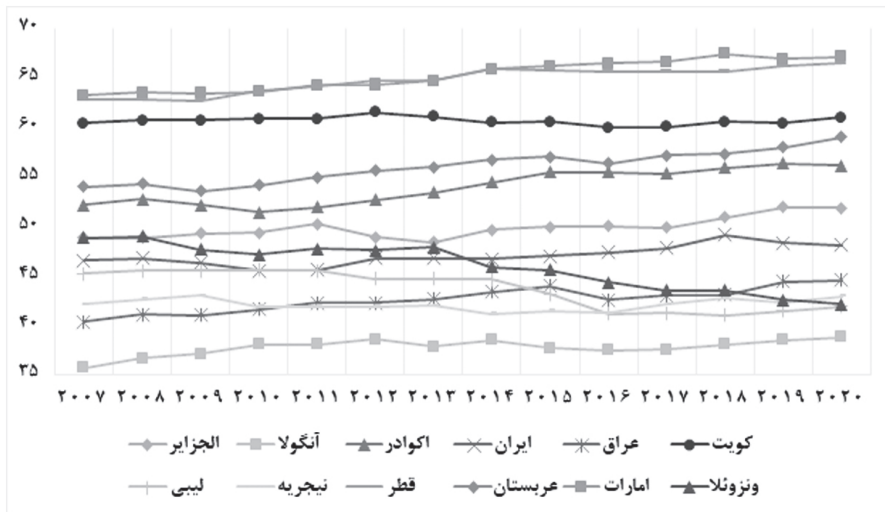 ۷۰
۶۵
۶۰
۵۵
۵۰
۴۵
۴۰
۳۵
۲۰۰۷ ۲۰۰۸ ۲۰۰۹ ۲۰۱۰ ۲۰۱۱ ۲۰۱۲ ۲۰۱۳ ۲۰۱۴ ۲۰۱۵ ۲۰۱۶ ۲۰۱۷ ۲۰۱۸ ۲۰۱۹ ۲۰۲۰
الجزایر آنگولا اکوادر ایران عراق کویت
لیبی نیجریه قطر عربستان امارات ونزوئلا